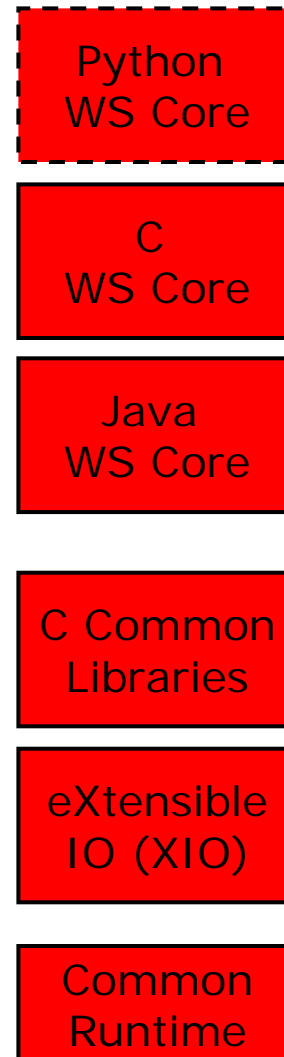 Python
WS Core
C
WS Core
Java
WS Core
C Common
Libraries
eXtensible
IO (XIO)
Common
Runtime